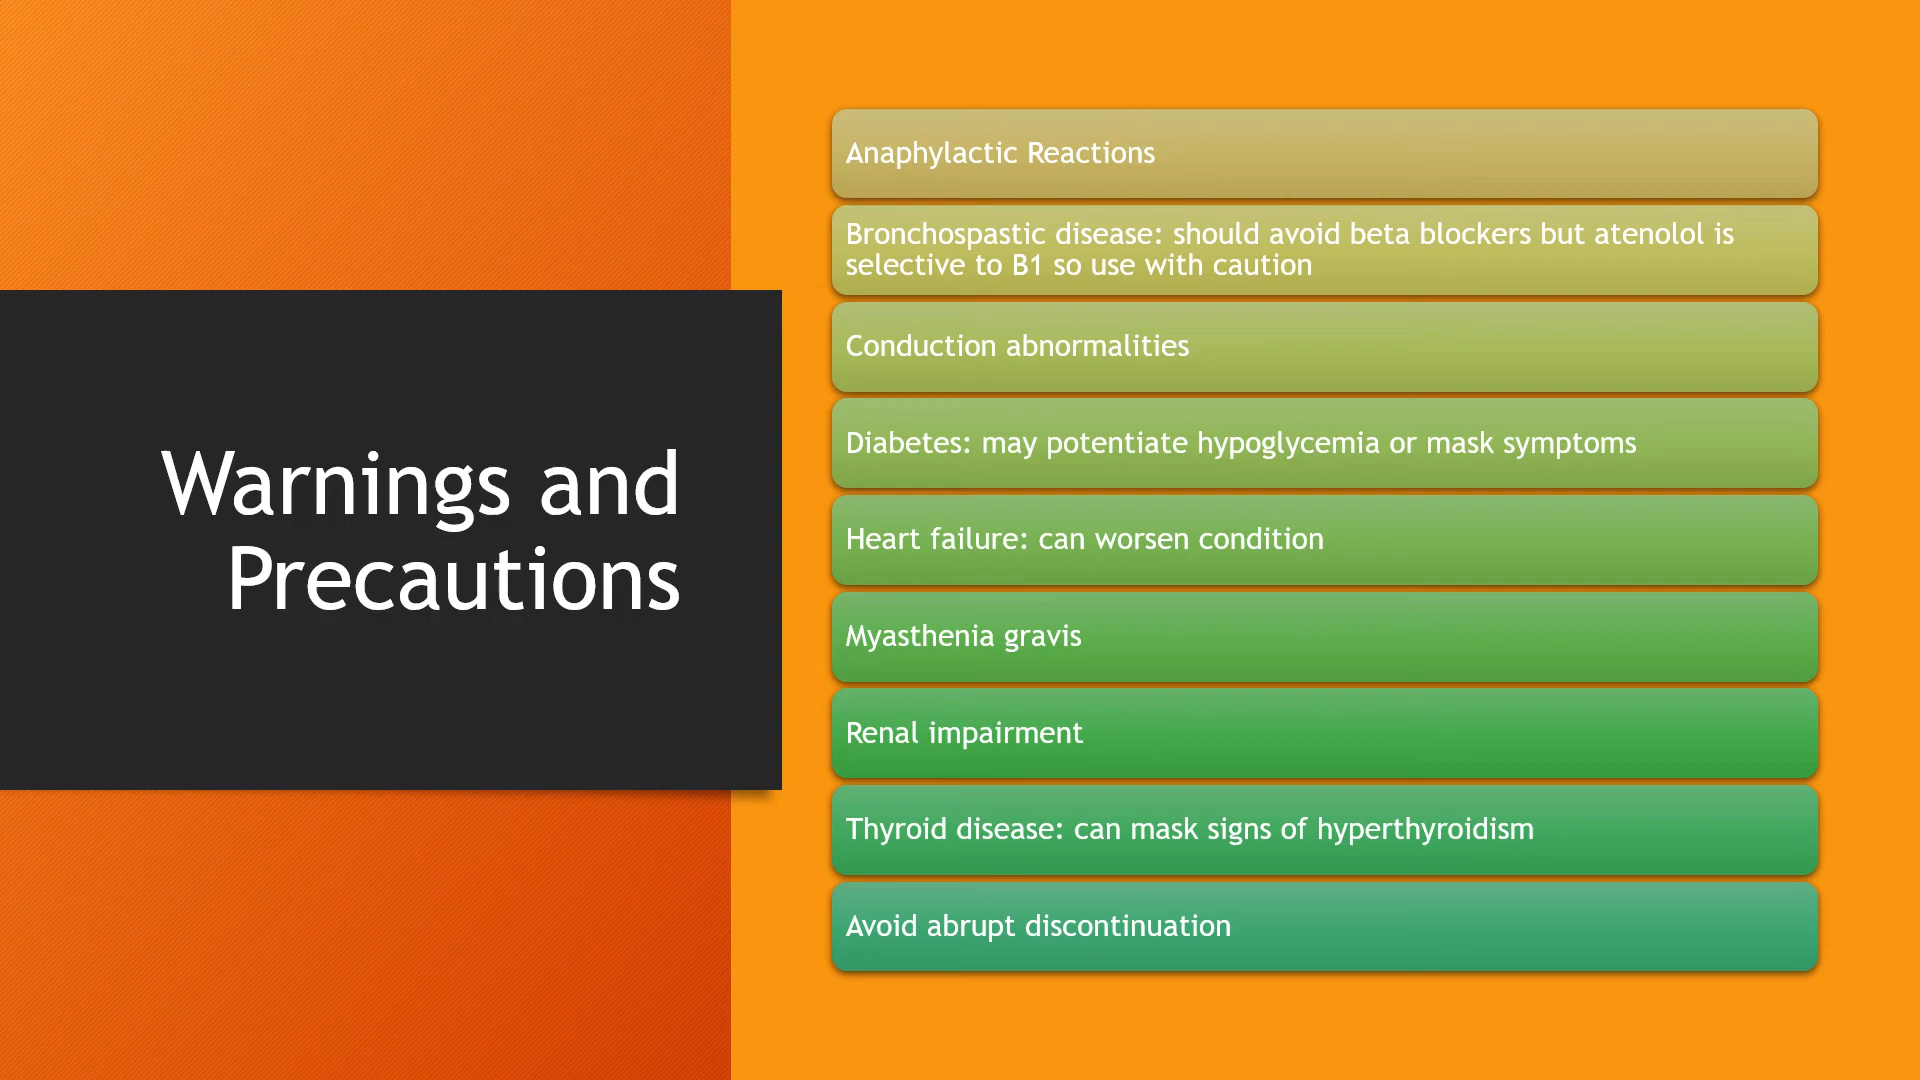 Warnings and
Precautions
Anaphylactic Reactions
Bronchospastic disease: should avoid beta blockers but atenolol is
selective to B1 so use with caution
Conduction abnormalities
Diabetes: may potentiate hypoglycemia or mask symptoms
Heart failure: can worsen condition
Myasthenia gravis
Renal impairment
Thyroid disease: can mask signs of hyperthyroidism
Avoid abrupt discontinuation